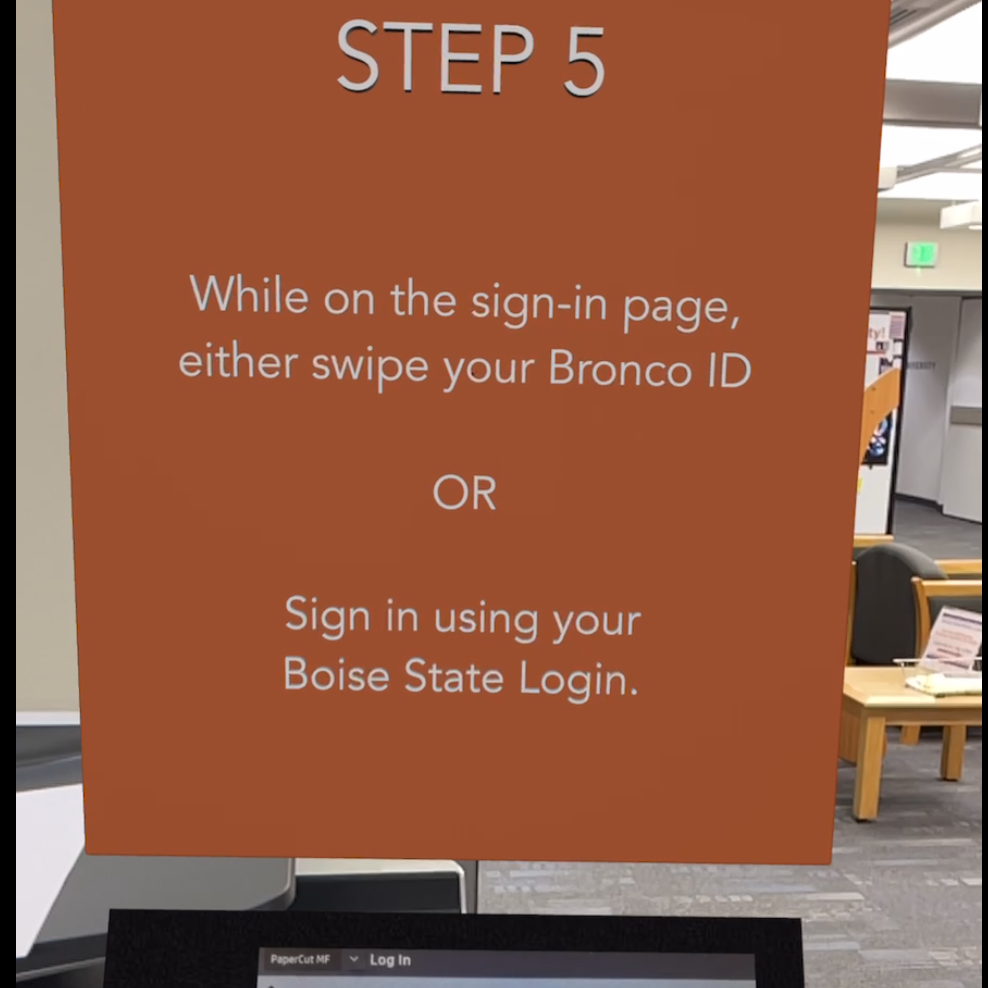 STEP 5
While on the sign-in page,
either swipe your Bronco ID
OR
Sign in using your
Boise State Login.
PaperCut MF
Log In